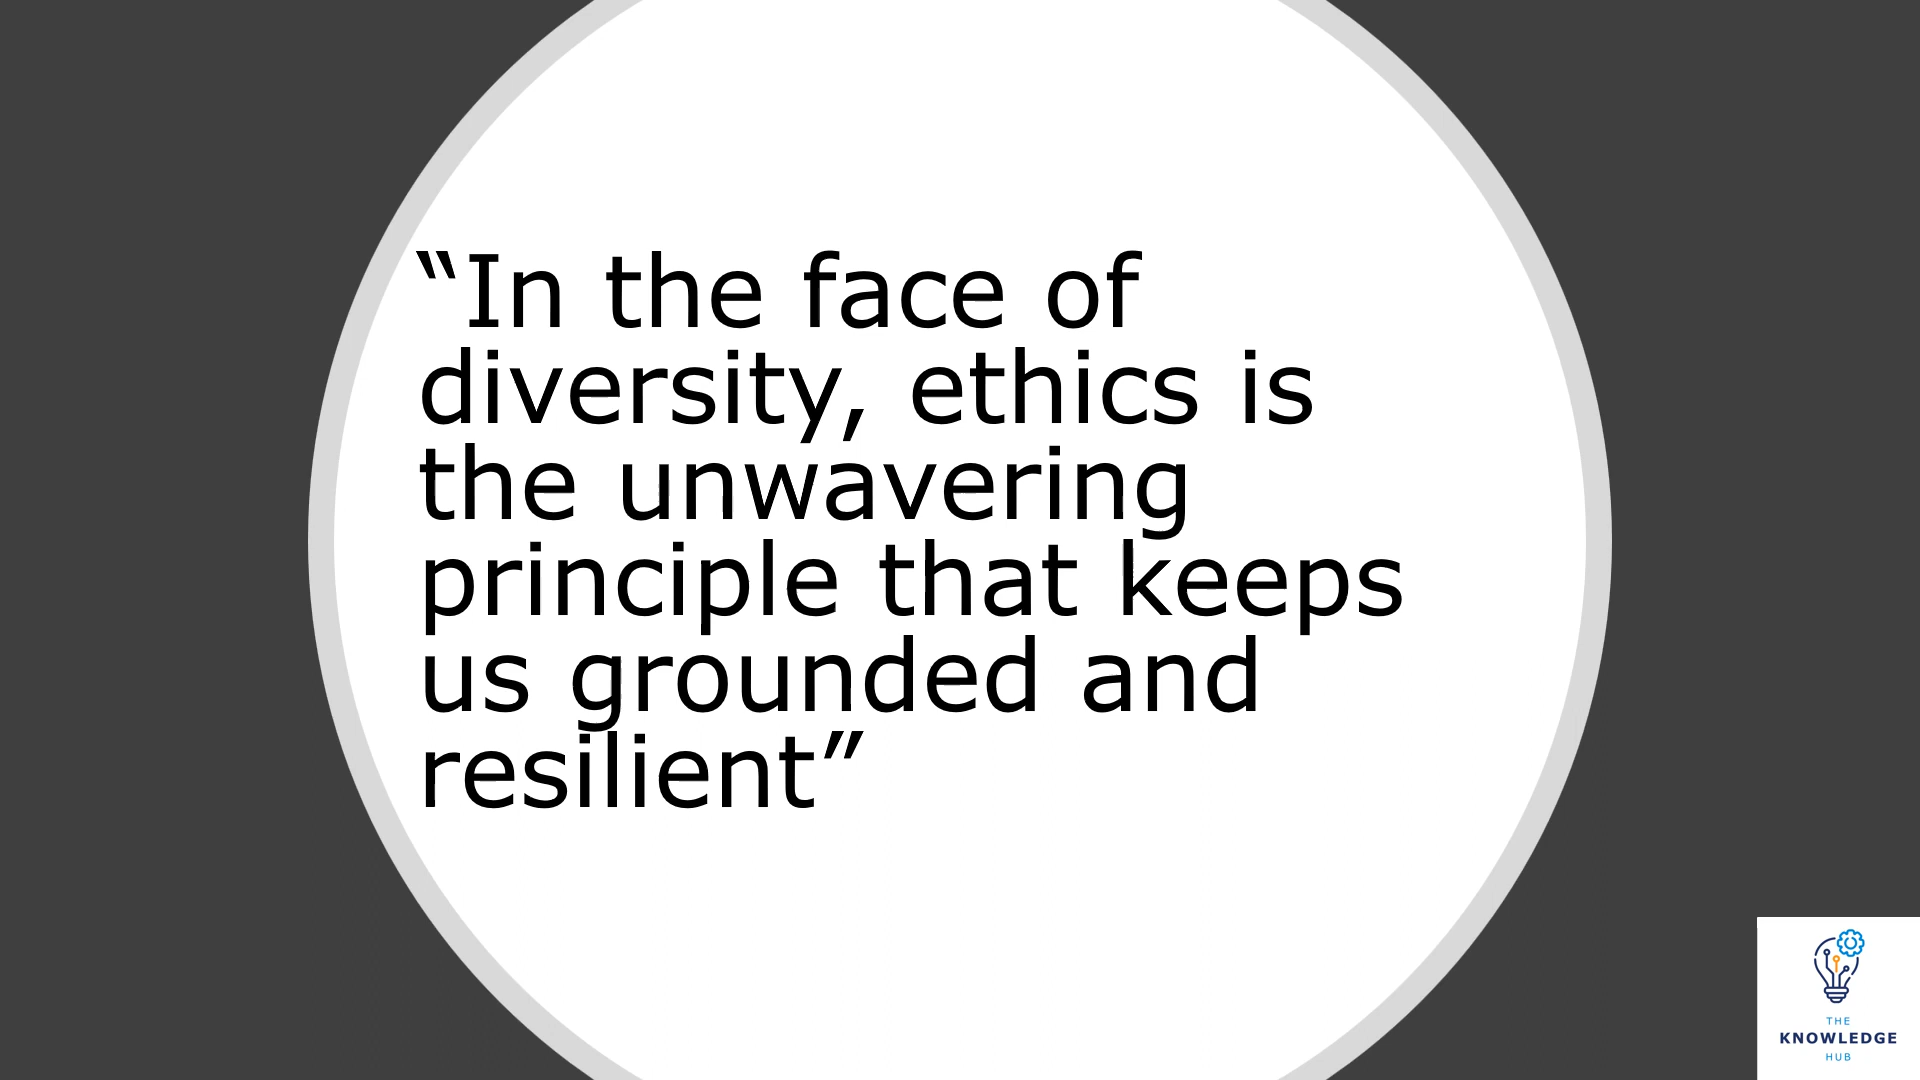 “In the face of
diversity, ethics is
the unwavering
principle that keeps
us grounded and
resilient”
THE
KNOWLEDGE
HUB